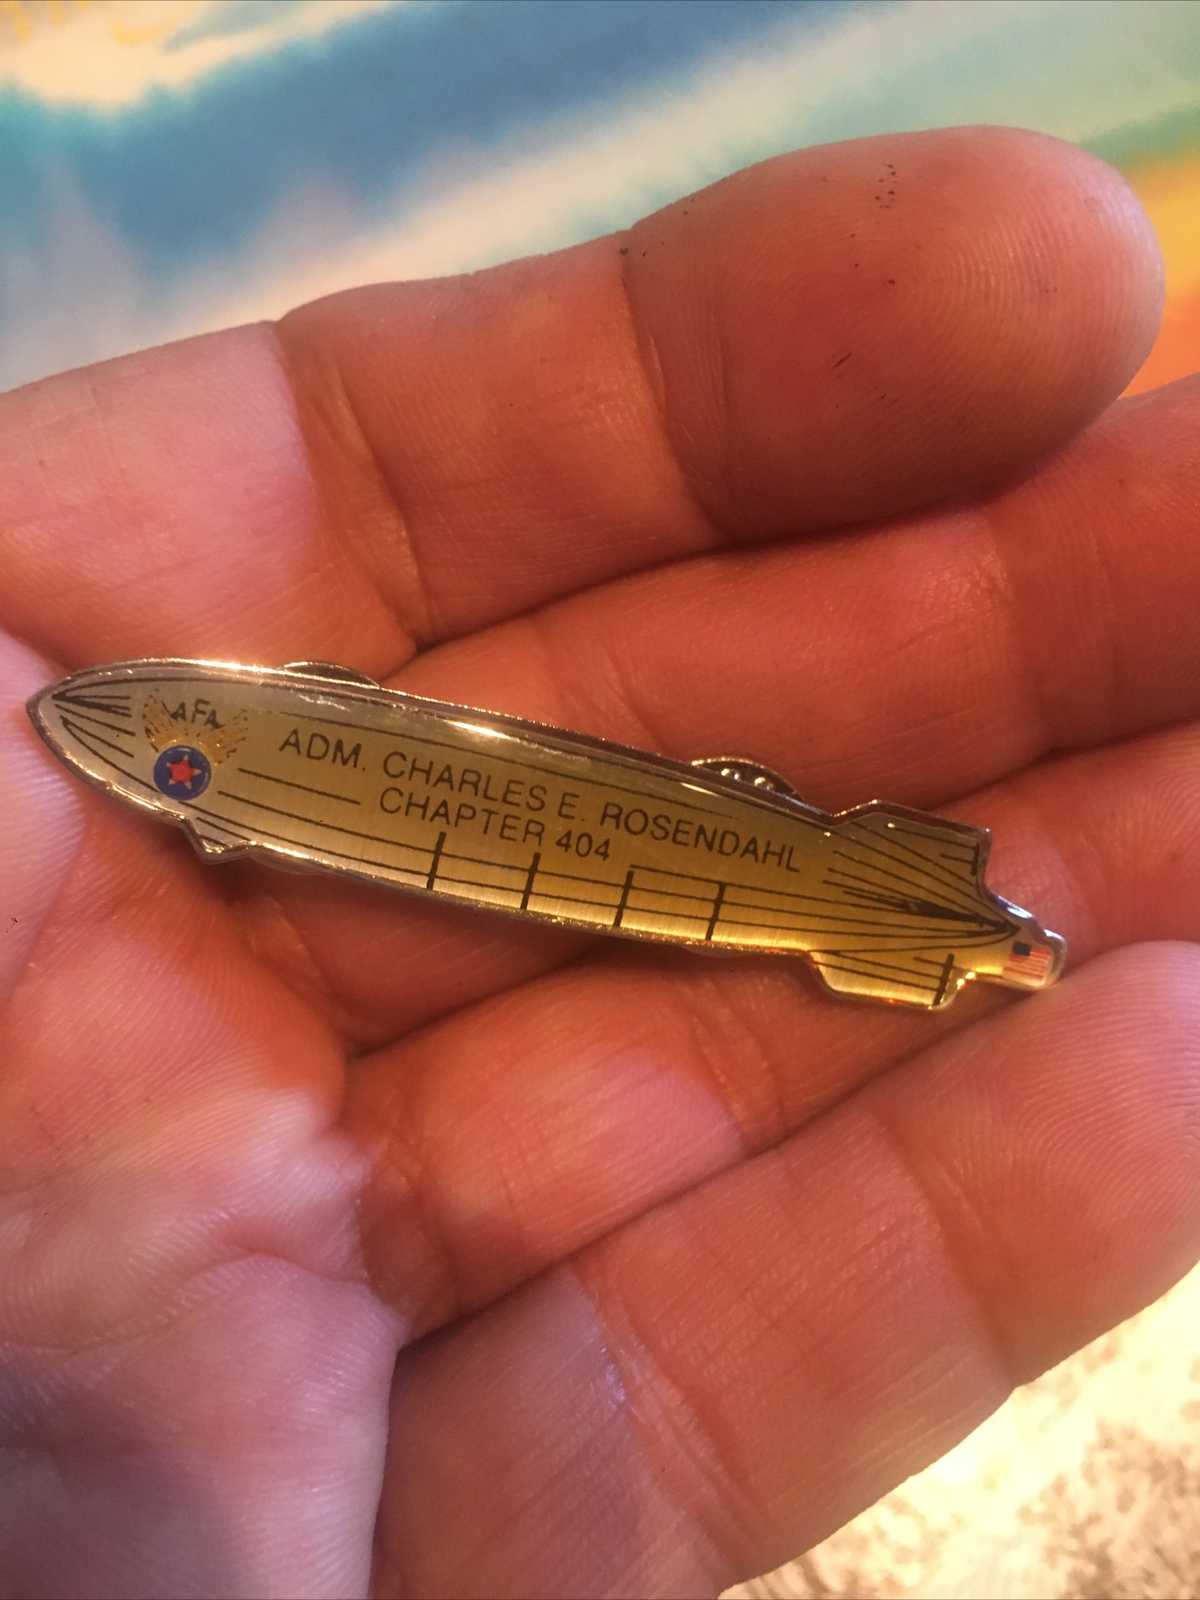 AFA
ADM. CHARLES E. ROSENDAHL
CHAPTER 404